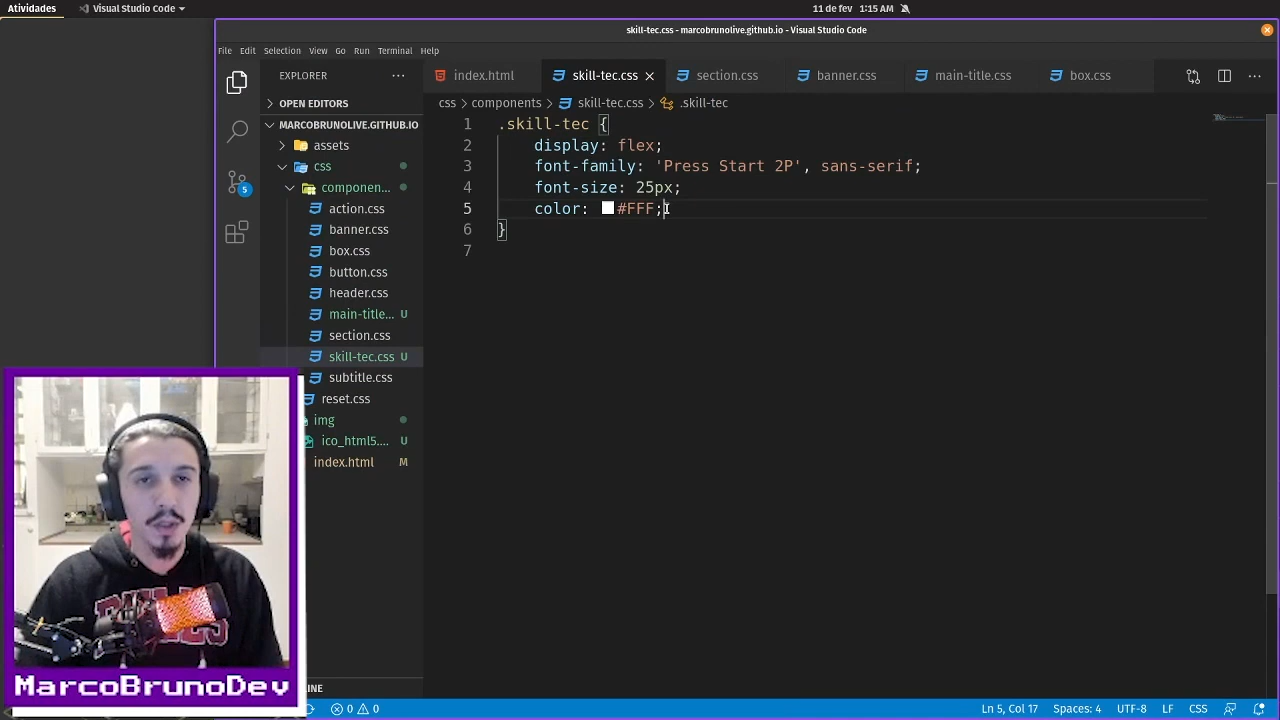 Atividades
Visual Studio Code
11 de fev 1:15 AM
skill-tec.css - marcobrunolive.github.io - Visual Studio Code
File Edit Selection View Go Run Terminal Help
EXPLORER
index.html
skill-tec.css
section.css
banner.css
main-title.css
box.css
OPEN EDITORS
MARCOBRUNOLIVE.GITHUB.IO
assets
css
componen...
action.css
banner.css
box.css
button.css
header.css
main-title... U
section.css
skill-tec.css U
subtitle.css
reset.css
img
ico_html5.... U
index.html M
5
css > components > skill-tec.css > .skill-tec
1 .skill-tec {
2 display: flex;
3 font-family: 'Press Start 2P', sans-serif;
4 font-size: 25px;
5 color: #FFF;
6 }
7
MarcoBrunoDev
0 0
Ln 5, Col 17 Spaces: 4 UTF-8 LF CSS